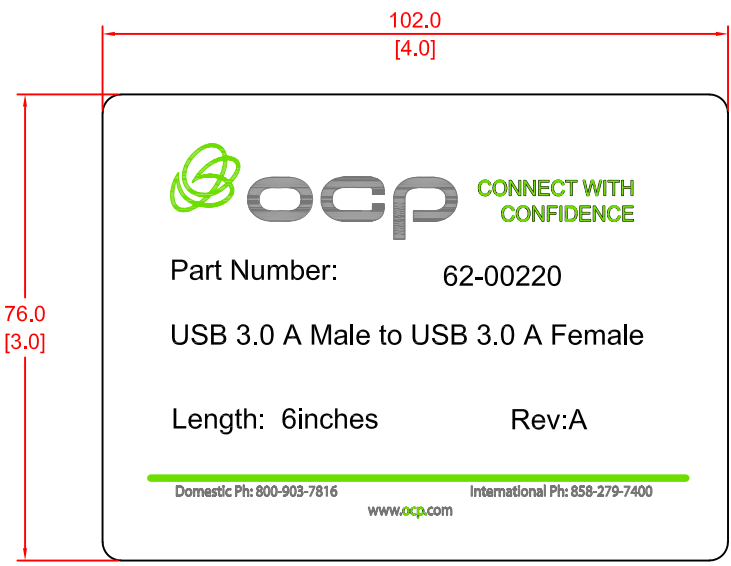 102.0
[4.0]
76.0
[3.0]
ocp
CONNECT WITH
CONFIDENCE
Part Number: 62-00220
USB 3.0 A Male to USB 3.0 A Female
Length: 6inches Rev:A
Domestic Ph: 800-903-7816 International Ph: 858-279-7400
www.ocp.com